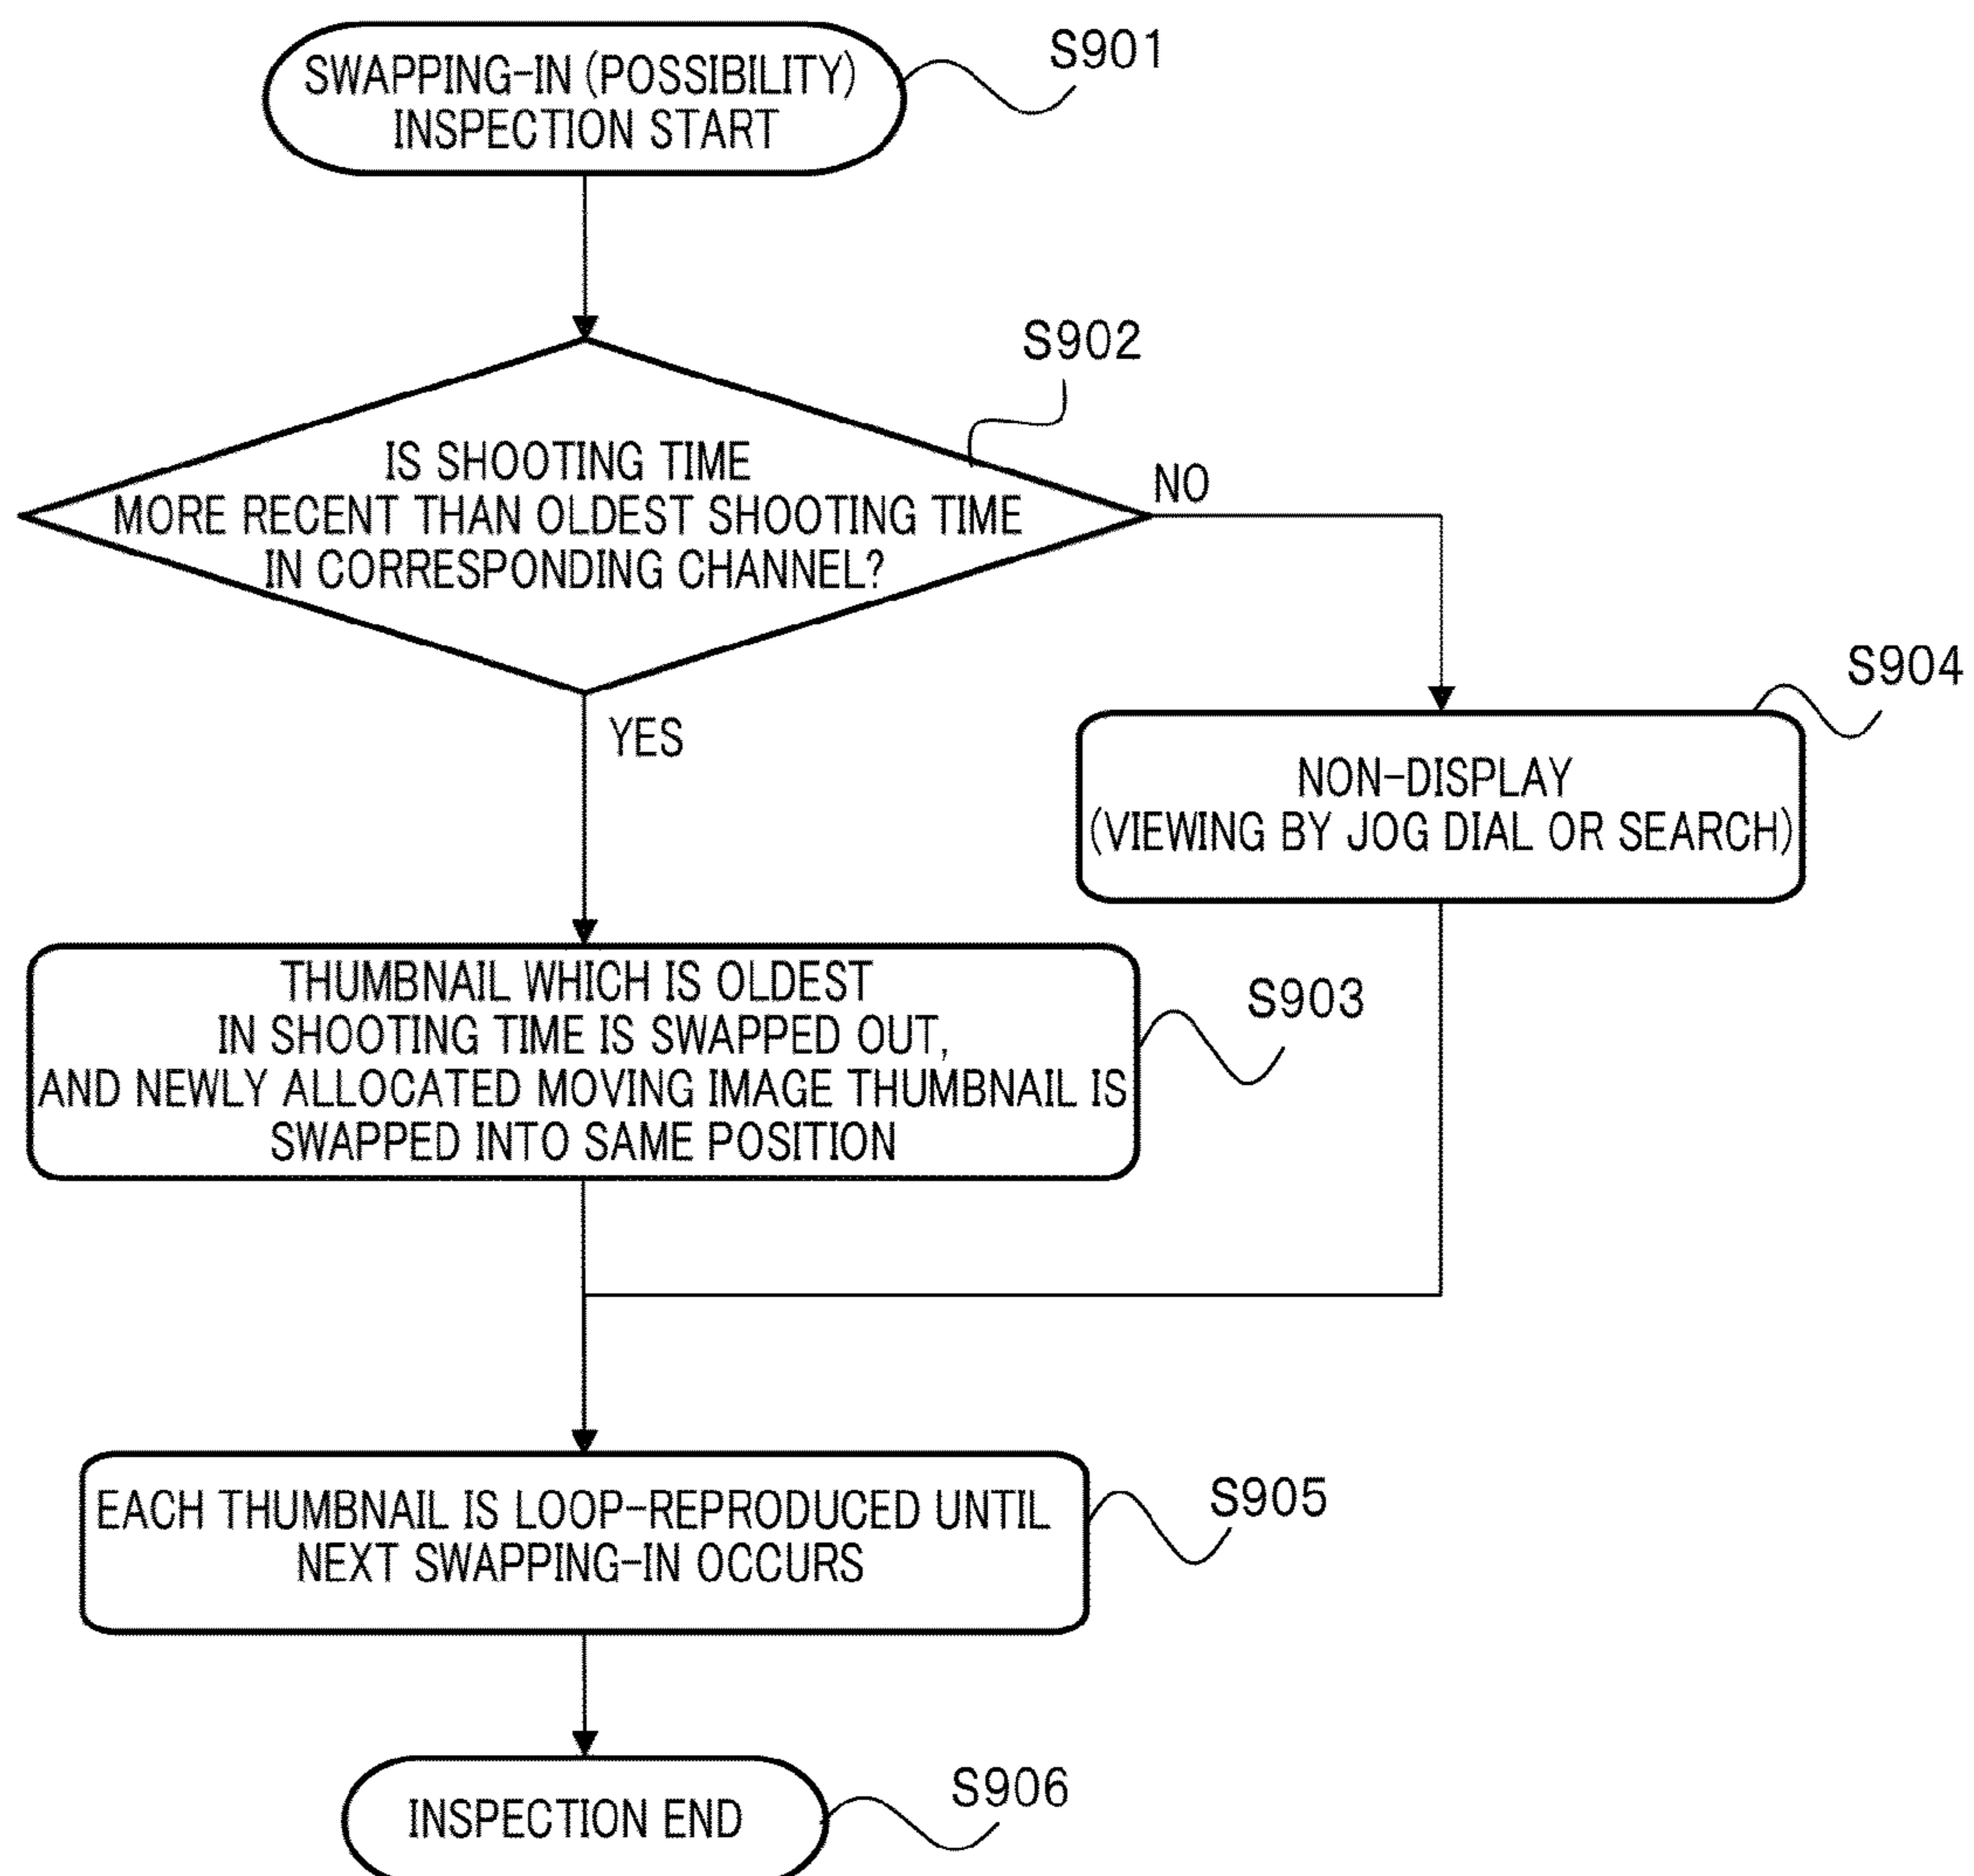 SWAPPING-IN (POSSIBILITY)
INSPECTION START
S901
S902
IS SHOOTING TIME
MORE RECENT THAN OLDEST SHOOTING TIME
IN CORRESPONDING CHANNEL?
NO
YES
S904
NON-DISPLAY
(VIEWING BY JOG DIAL OR SEARCH)
THUMBNAIL WHICH IS OLDEST
IN SHOOTING TIME IS SWAPPED OUT,
AND NEWLY ALLOCATED MOVING IMAGE THUMBNAIL IS
SWAPPED INTO SAME POSITION
S903
EACH THUMBNAIL IS LOOP-REPRODUCED UNTIL
NEXT SWAPPING-IN OCCURS
S905
INSPECTION END
S906